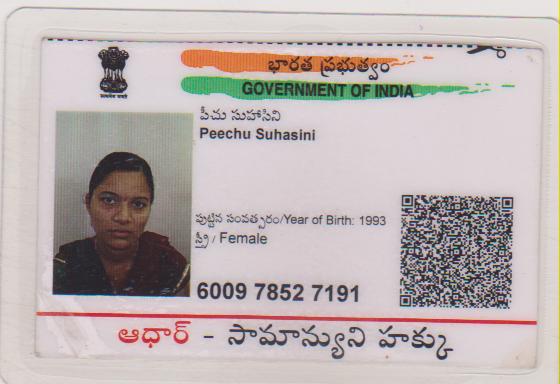 భారత ప్రభుత్వం
GOVERNMENT OF INDIA
పీచు సుహాసిని
Peechu Suhasini
పుట్టిన సంవత్సరం/Year of Birth: 1993
స్త్రీ / Female
6009 7852 7191
ఆధార్ - సామాన్యుని హక్కు